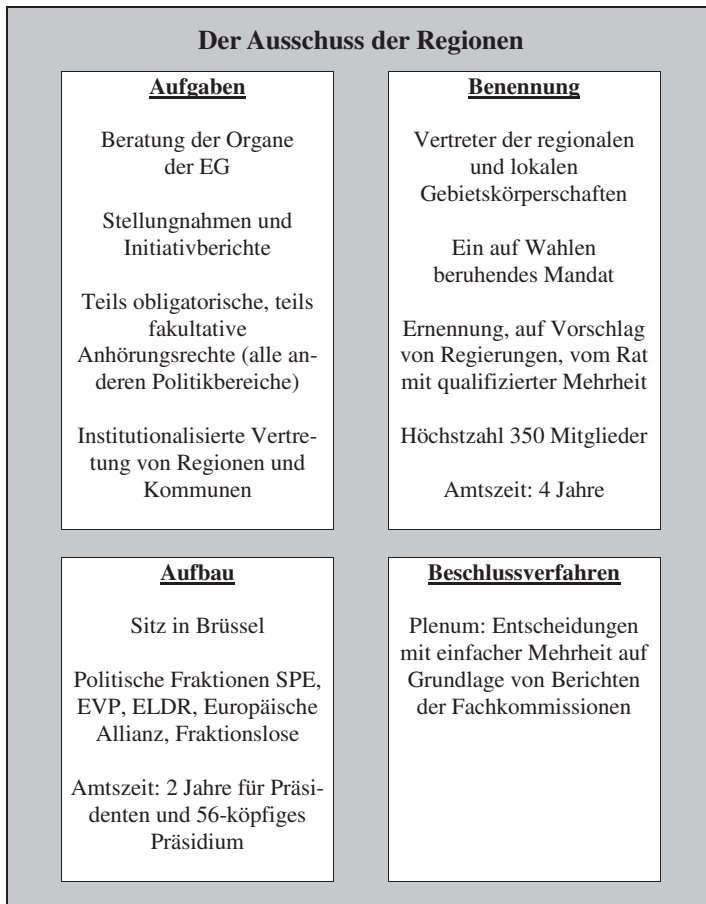 Der Ausschuss der Regionen
Aufgaben
Beratung der Organe
der EG
Stellungnahmen und
Initiativberichte
Teils obligatorische, teils
fakultative
Anhörungsrechte (alle an-
deren Politikbereiche)
Institutionalisierte Vertre-
tung von Regionen und
Kommunen
Benennung
Vertreter der regionalen
und lokalen
Gebietskörperschaften
Ein auf Wahlen
beruhendes Mandat
Ernennung, auf Vorschlag
von Regierungen, vom Rat
mit qualifizierter Mehrheit
Höchstzahl 350 Mitglieder
Amtszeit: 4 Jahre
Aufbau
Sitz in Brüssel
Politische Fraktionen SPE,
EVP, ELDR, Europäische
Allianz, Fraktionslose
Amtszeit: 2 Jahre für Präsi-
denten und 56-köpfiges
Präsidium
Beschlussverfahren
Plenum: Entscheidungen
mit einfacher Mehrheit auf
Grundlage von Berichten
der Fachkommissionen